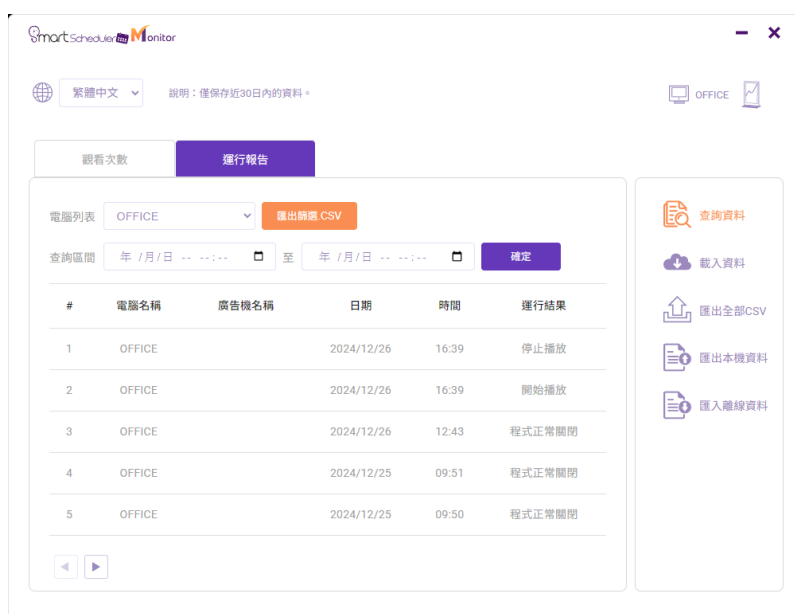 Smart Scheduler Monitor
繁體中文 說明：僅保存近30日內的資料。 OFFICE
觀看次數 運行報告
電腦列表 OFFICE 匯出篩選.CSV
查詢區間 年 /月/日 -- --:-- 至 年 /月/日 -- --:-- 確定
# 電腦名稱 廣告機名稱 日期 時間 運行結果
1 OFFICE 2024/12/26 16:39 停止播放
2 OFFICE 2024/12/26 16:39 開始播放
3 OFFICE 2024/12/26 12:43 程式正常關閉
4 OFFICE 2024/12/25 09:51 程式正常關閉
5 OFFICE 2024/12/25 09:50 程式正常關閉
查詢資料
載入資料
匯出全部CSV
匯出本機資料
匯入離線資料